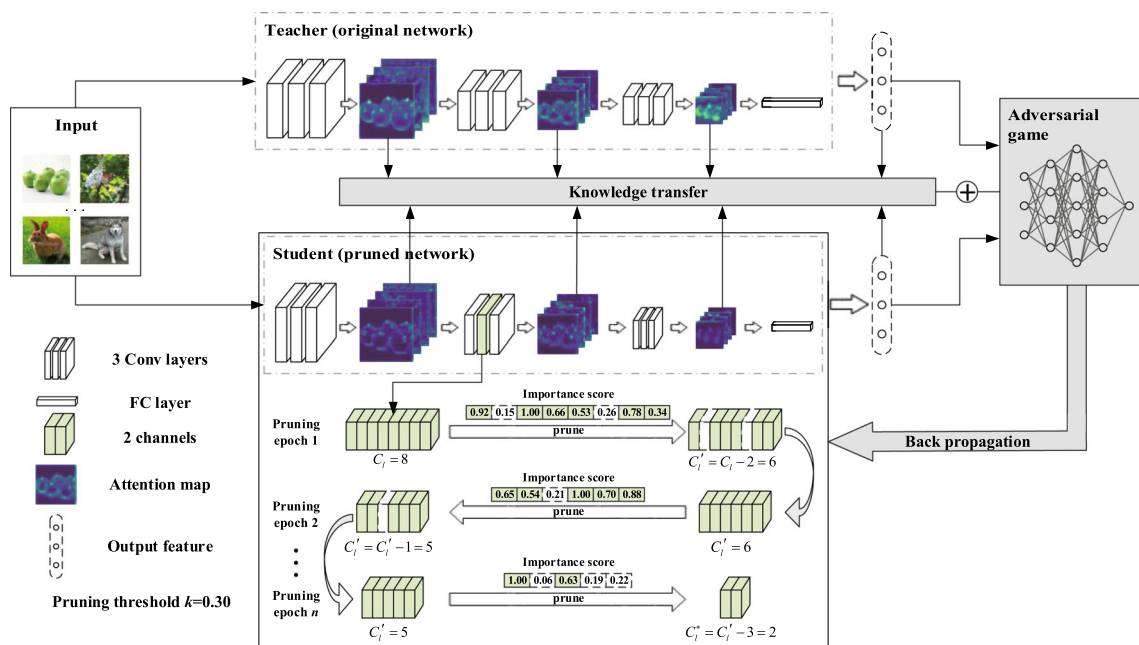 Teacher (original network)
Input
. . .
Adversarial
game
Knowledge transfer
+
Student (pruned network)
3 Conv layers
FC layer
2 channels
Attention map
Output feature
Pruning threshold k=0.30
Pruning
epoch 1
Importance score
0.92 0.15 1.00 0.66 0.53 0.26 0.78 0.34
prune
C_l = 8
C_l' = C_l − 2 = 6
Back propagation
Pruning
epoch 2
Importance score
0.65 0.54 0.21 1.00 0.70 0.88
prune
C_l' = C_l' − 1 = 5
C_l' = 6
Pruning
epoch n
Importance score
1.00 0.06 0.63 0.19 0.22
prune
C_l' = 5
C_l* = C_l' − 3 = 2